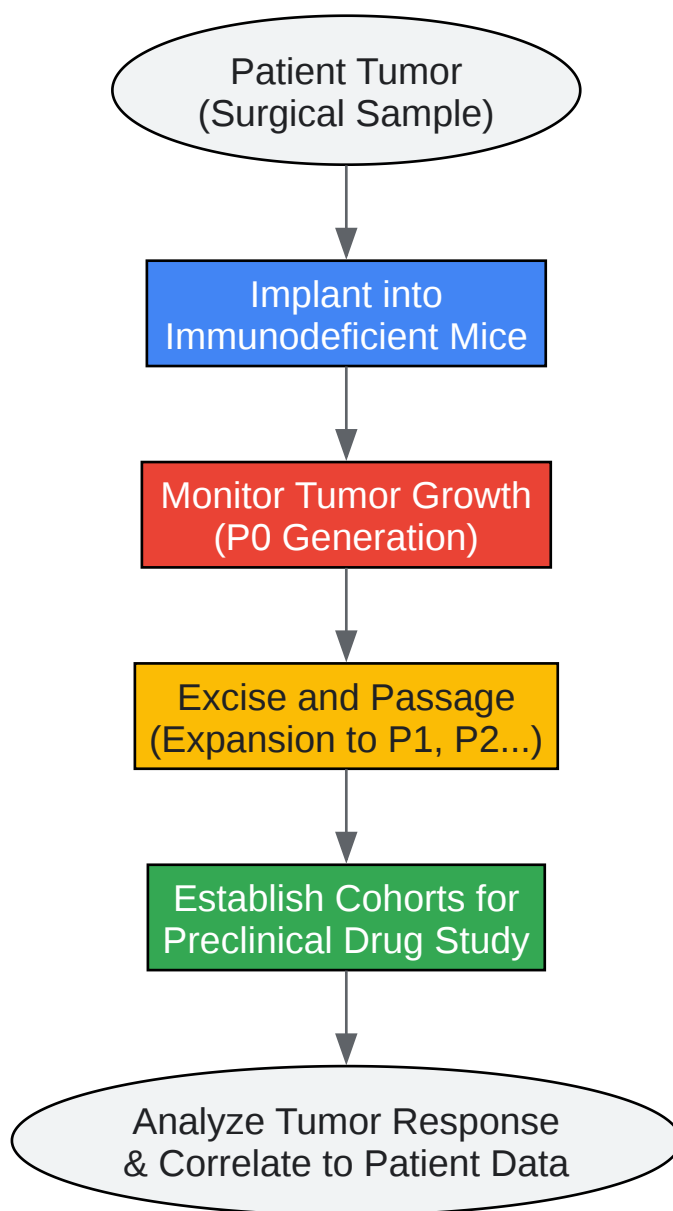 Patient Tumor
(Surgical Sample)
Implant into
Immunodeficient Mice
Monitor Tumor Growth
(P0 Generation)
Excise and Passage
(Expansion to P1, P2...)
Establish Cohorts for
Preclinical Drug Study
Analyze Tumor Response
& Correlate to Patient Data